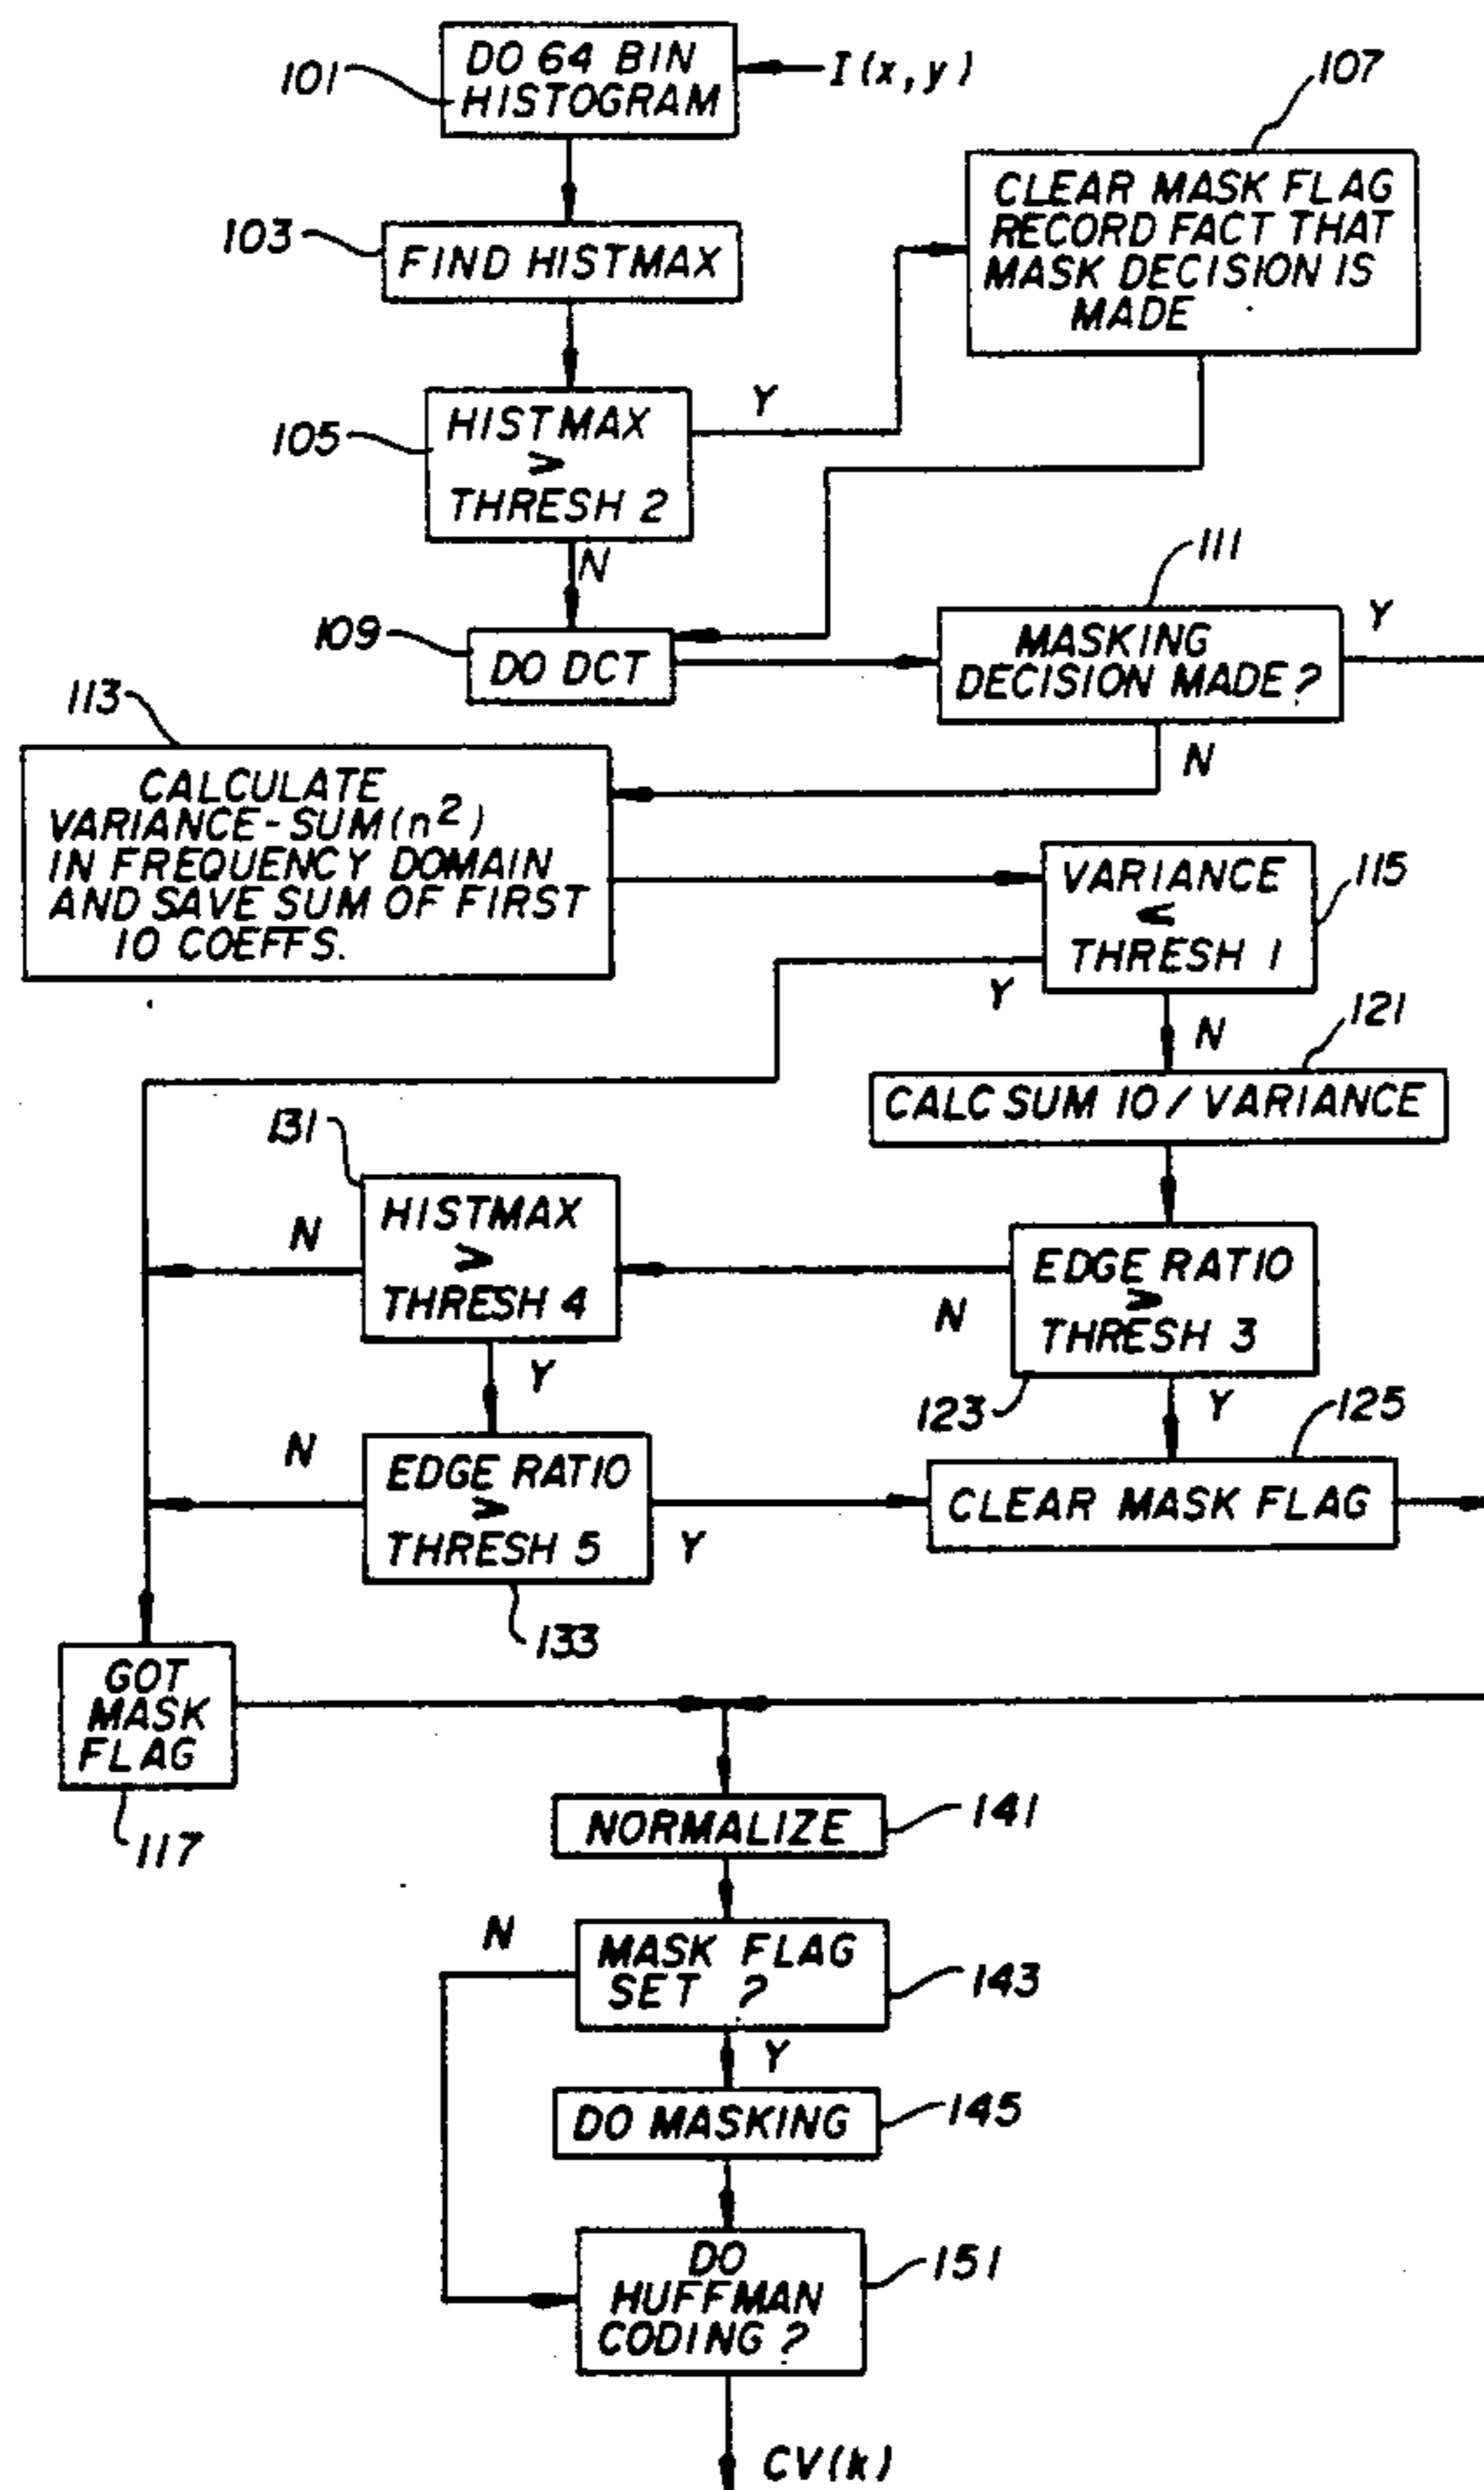 DO 64 BIN
HISTOGRAM
I(x,y)
101
107
CLEAR MASK FLAG
RECORD FACT THAT
MASK DECISION IS
MADE
103
FIND HISTMAX
105
HISTMAX
>
THRESH 2
Y
N
109
DO DCT
111
MASKING
DECISION MADE?
Y
N
113
CALCULATE
VARIANCE-SUM(n²)
IN FREQUENCY DOMAIN
AND SAVE SUM OF FIRST
10 COEFFS.
VARIANCE
<
THRESH 1
115
Y
N
121
CALC SUM 10 / VARIANCE
131
HISTMAX
>
THRESH 4
N
Y
EDGE RATIO
>
THRESH 3
N
123
Y
125
EDGE RATIO
>
THRESH 5
N
Y
133
CLEAR MASK FLAG
GOT
MASK
FLAG
117
NORMALIZE
141
MASK FLAG
SET ?
143
N
Y
DO MASKING
145
DO
HUFFMAN
CODING ?
151
CV(k)